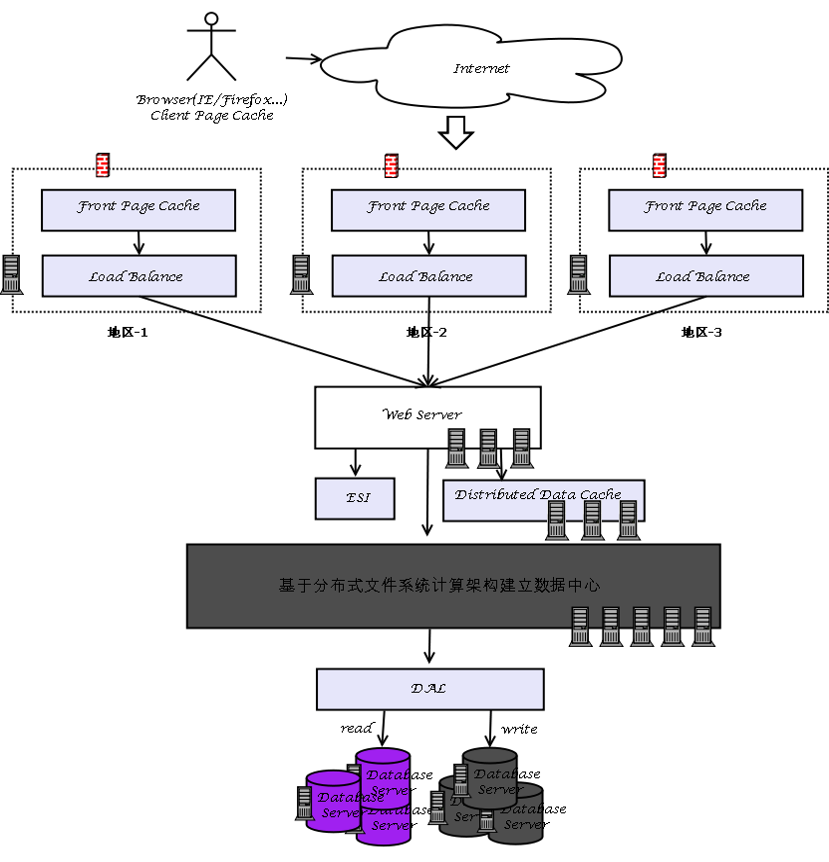 Browser(IE/Firefox...)
Client Page Cache
Internet
Front Page Cache
Load Balance
地区-1
Front Page Cache
Load Balance
地区-2
Front Page Cache
Load Balance
地区-3
Web Server
ESI
Distributed Data Cache
基于分布式文件系统计算架构建立数据中心
DAL
read
write
Database
Server
Database
Server
Database
Server
Database
Server
Database
Server
Database
Server